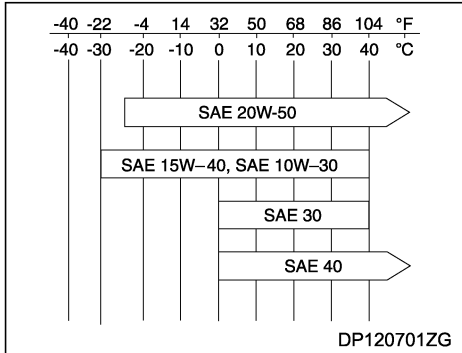 -40 -22 -4 14 32 50 68 86 104 °F
-40 -30 -20 -10 0 10 20 30 40 °C
SAE 20W-50
SAE 15W–40, SAE 10W–30
SAE 30
SAE 40
DP120701ZG